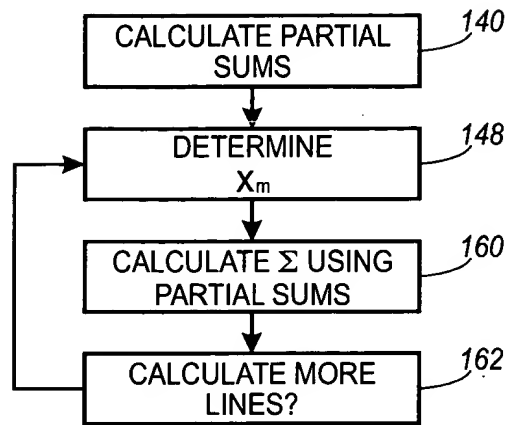 CALCULATE PARTIAL
SUMS
140
DETERMINE
Xm
148
CALCULATE Σ USING
PARTIAL SUMS
160
CALCULATE MORE
LINES?
162